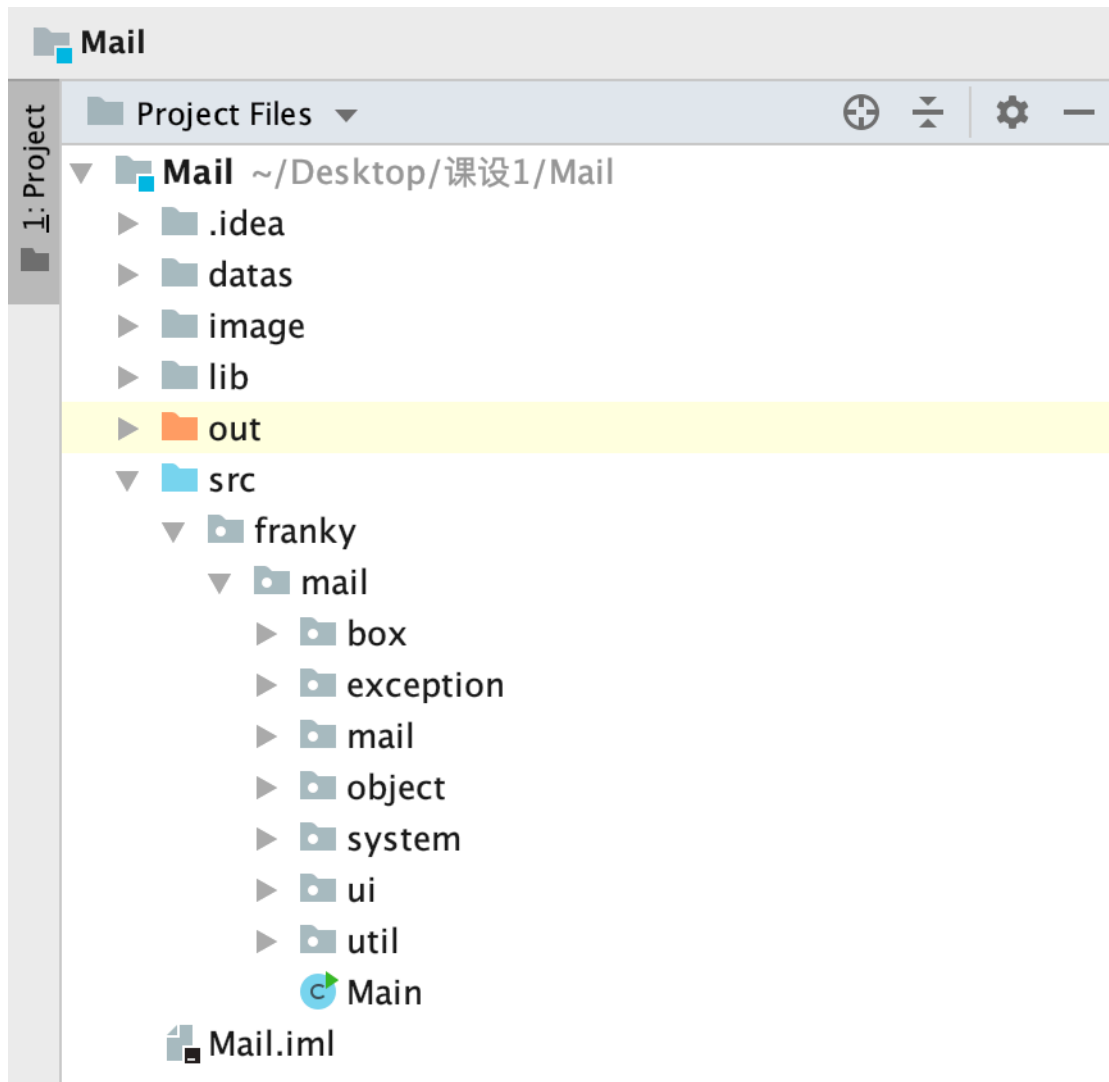 Mail
1: Project
Project Files
Mail ~/Desktop/课设1/Mail
.idea
datas
image
lib
out
src
franky
mail
box
exception
mail
object
system
ui
util
C Main
Mail.iml